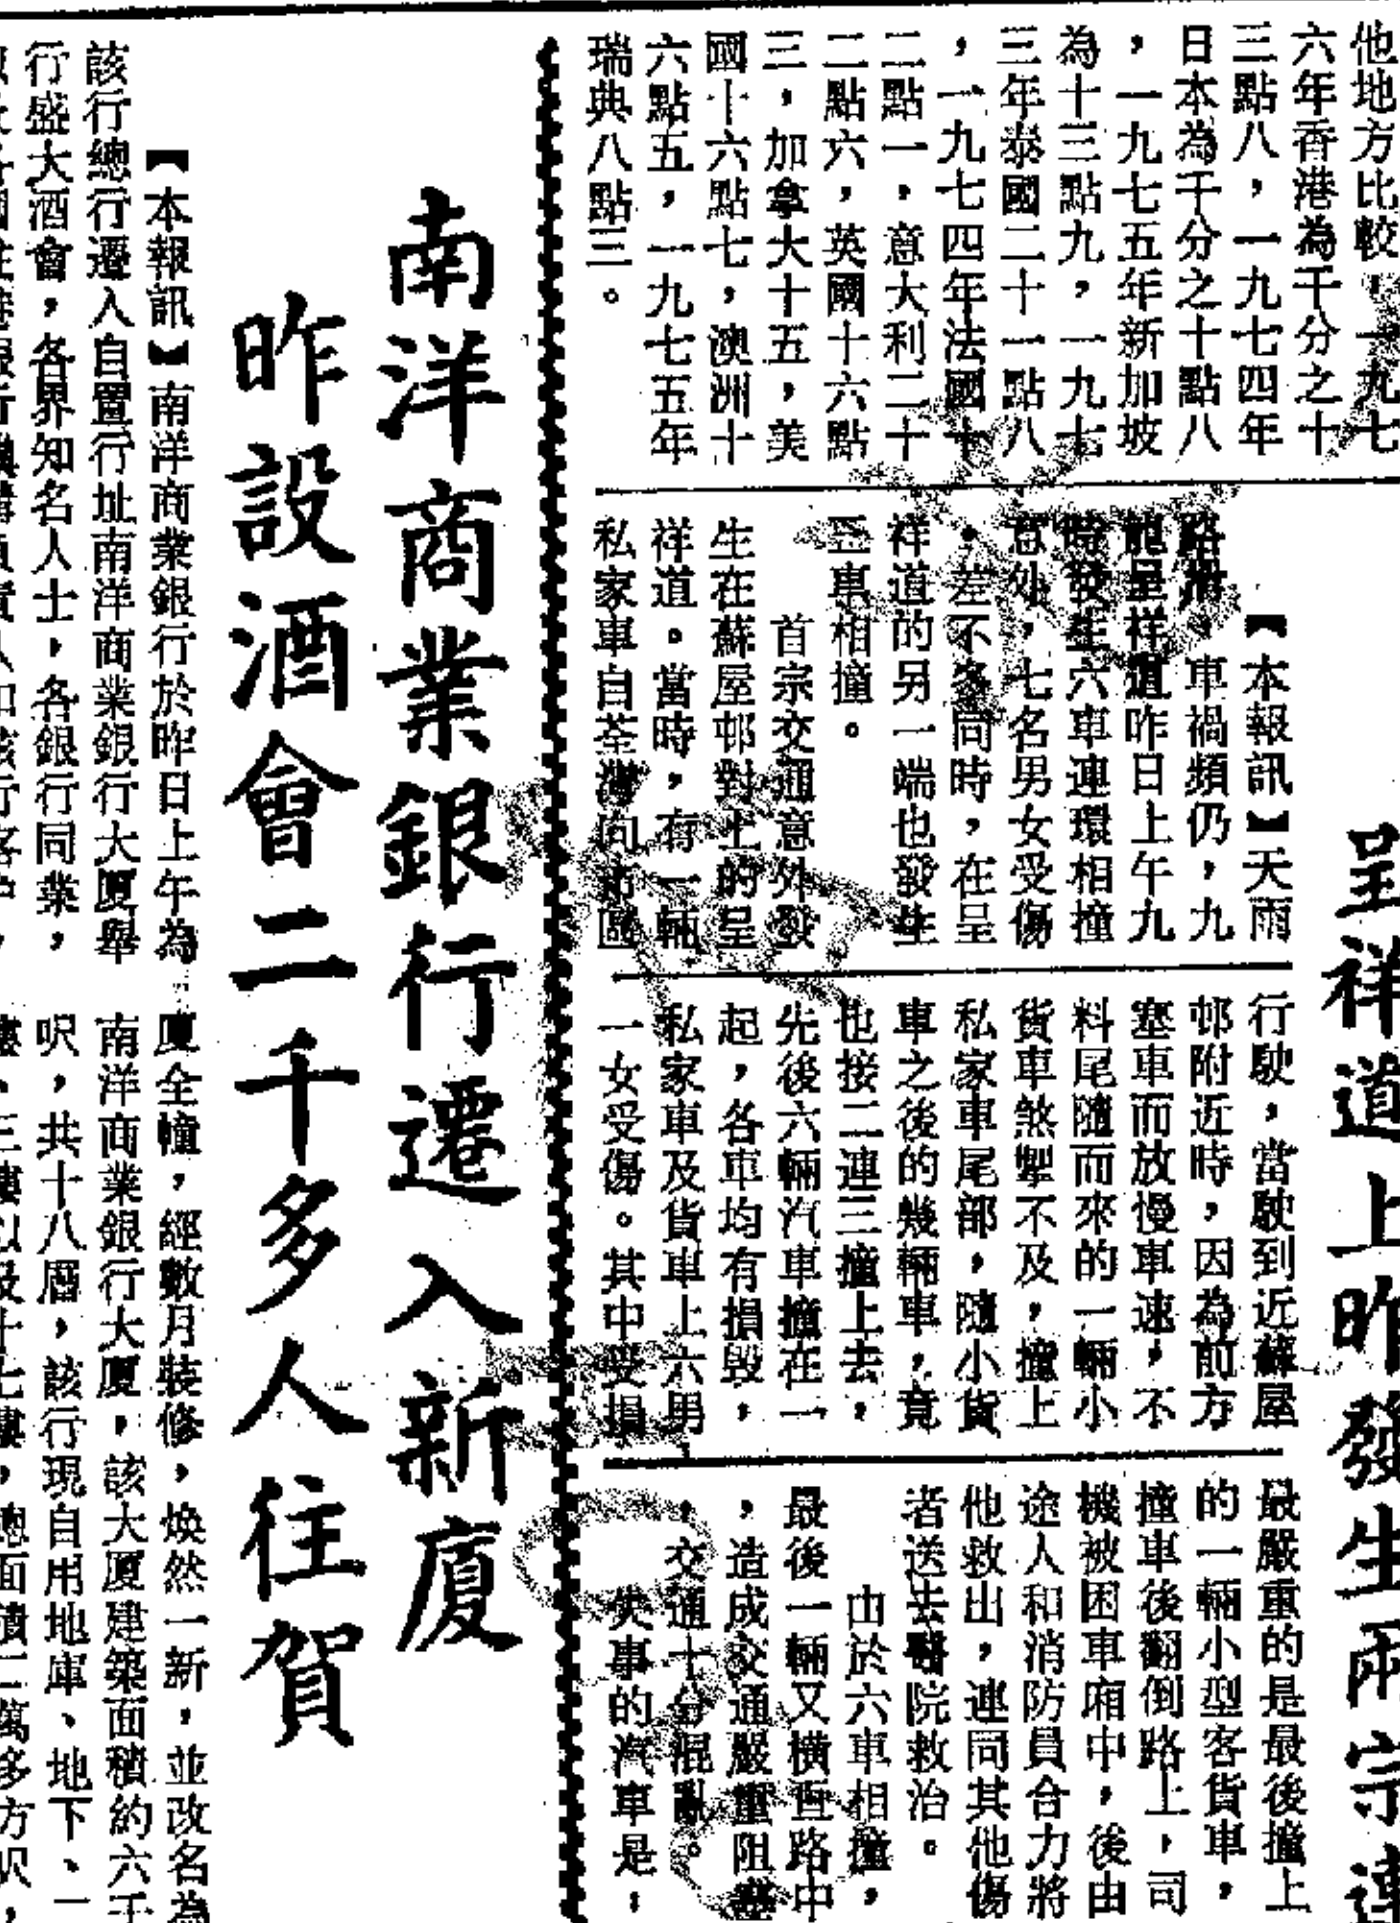 他地方比較，一九七
六年香港為千分之十
三點八，一九七四年
日本為千分之十點八
，一九七五年新加坡
為十三點九，一九七
三年泰國二十一點八
，一九七四年法國十
二點一，意大利二十
二點六，英國十六點
三，加拿大十五，美
國十六點七，澳洲十
六點五，一九七五年
瑞典八點三。
呈祥道上昨發生兩宗連
【本報訊】天雨
路滑，車禍頻仍，九
龍呈祥道昨日上午九
時發生六車連環相撞
意外，七名男女受傷
，差不多同時，在呈
祥道的另一端也發生
三車相撞。
首宗交通意外發
生在蘇屋邨對上的呈
祥道。當時，有一輛
私家車自荃灣向市區
行駛，當駛到近蘇屋
邨附近時，因為前方
塞車而放慢車速，不
料尾隨而來的一輛小
貨車煞掣不及，撞上
私家車尾部，隨小貨
車之後的幾輛車，竟
也接二連三撞上去，
先後六輛汽車撞在一
起，各車均有損毀，
私家車及貨車上六男
一女受傷。其中受損
最嚴重的是最後撞上
的一輛小型客貨車，
撞車後翻倒路上，司
機被困車廂中，後由
途人和消防員合力將
他救出，連同其他傷
者送去醫院救治。
由於六車相撞，
最後一輛又橫亘路中
，造成交通嚴重阻塞
，交通十分混亂。
失事的汽車是：
南洋商業銀行遷入新廈
昨設酒會二千多人往賀
【本報訊】南洋商業銀行於昨日上午為
該行總行遷入自置行址南洋商業銀行大廈舉
行盛大酒會，各界知名人士，各銀行同業，
廈全幢，經數月裝修，煥然一新，並改名為
南洋商業銀行大廈，該大廈建築面積約六千
呎，共十八層，該行現自用地庫、地下、一